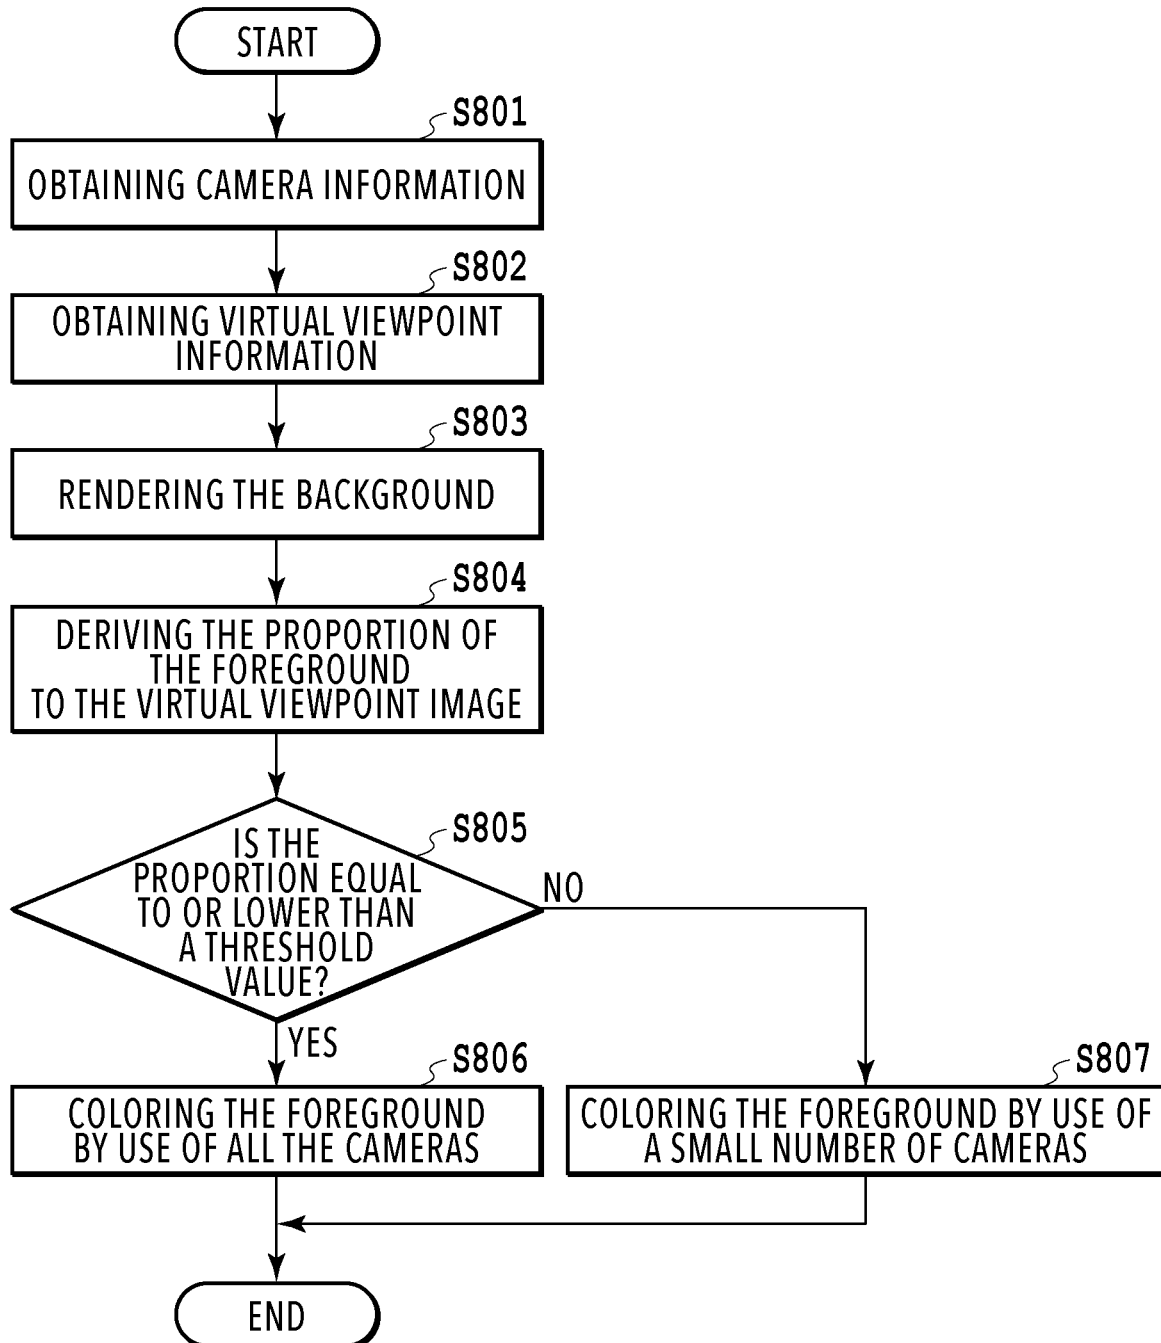 START
S801
OBTAINING CAMERA INFORMATION
S802
OBTAINING VIRTUAL VIEWPOINT
INFORMATION
S803
RENDERING THE BACKGROUND
S804
DERIVING THE PROPORTION OF
THE FOREGROUND
TO THE VIRTUAL VIEWPOINT IMAGE
S805
IS THE
PROPORTION EQUAL
TO OR LOWER THAN
A THRESHOLD
VALUE?
NO
YES
S806
COLORING THE FOREGROUND
BY USE OF ALL THE CAMERAS
S807
COLORING THE FOREGROUND BY USE OF
A SMALL NUMBER OF CAMERAS
END